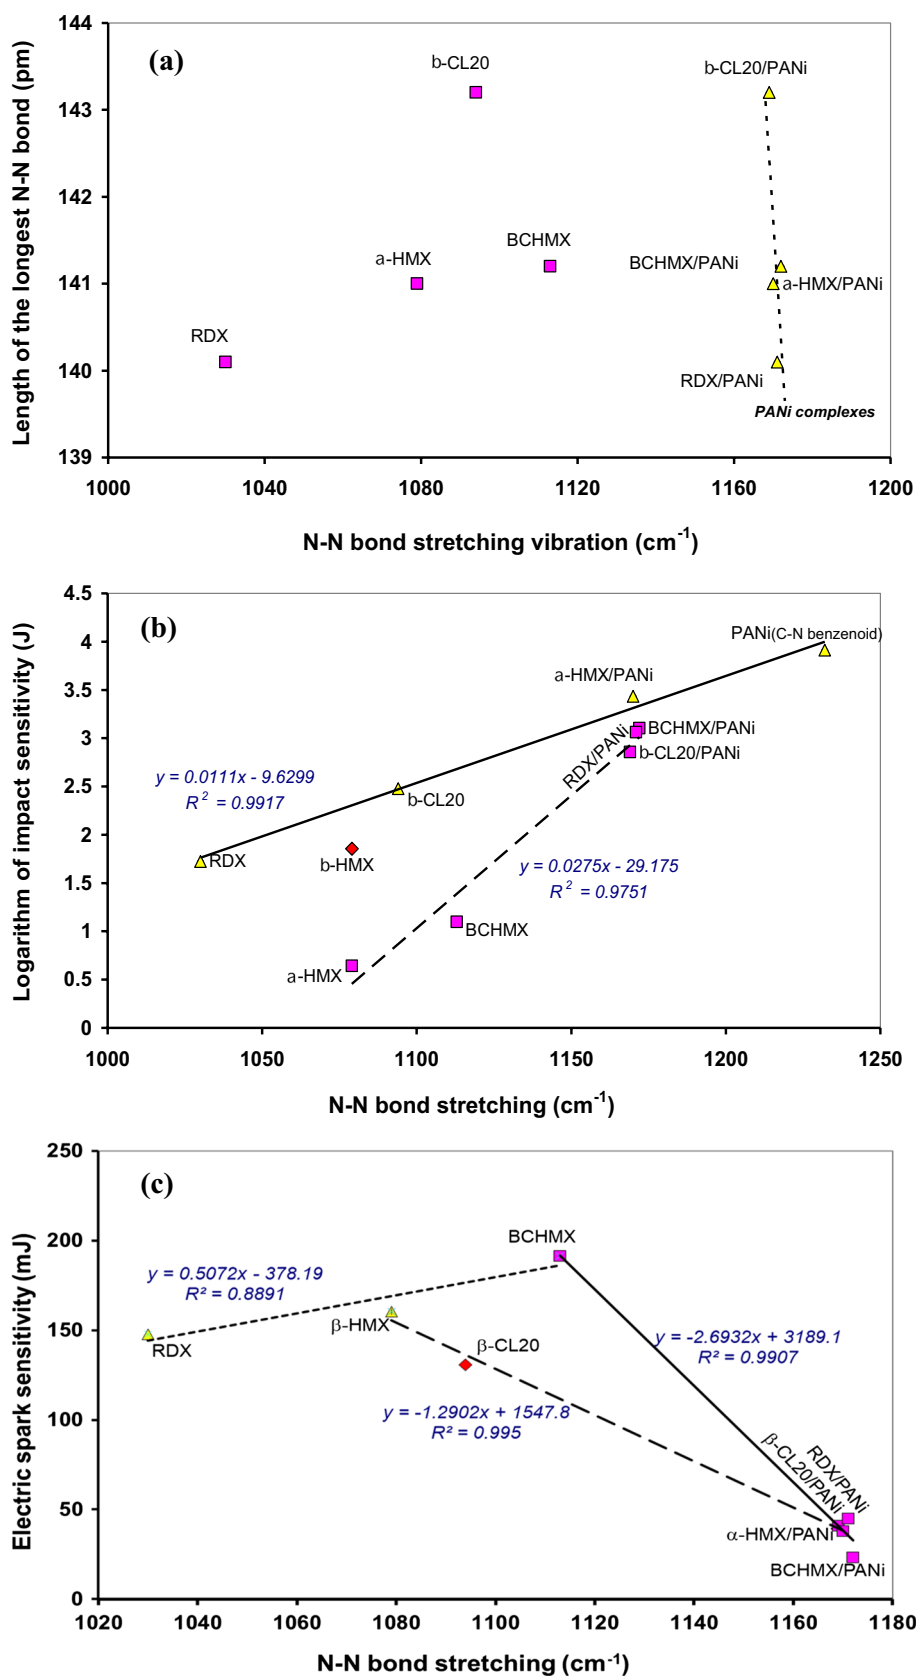 (a)
144
143
142
141
140
139
Length of the longest N-N bond (pm)
b-CL20
b-CL20/PANi
BCHMX
BCHMX/PANi
a-HMX
a-HMX/PANi
RDX
RDX/PANi
PANi complexes
1000 1040 1080 1120 1160 1200
N-N bond stretching vibration (cm-1)
(b)
4.5
4
3.5
3
2.5
2
1.5
1
0.5
0
Logarithm of impact sensitivity (J)
PANi(C-N benzenoid)
a-HMX/PANi
BCHMX/PANi
RDX/PANi
b-CL20/PANi
y = 0.0111x - 9.6299
R2 = 0.9917
b-CL20
RDX
b-HMX
y = 0.0275x - 29.175
R2 = 0.9751
BCHMX
a-HMX
1000 1050 1100 1150 1200 1250
N-N bond stretching (cm-1)
(c)
250
200
150
100
50
0
Electric spark sensitivity (mJ)
BCHMX
y = 0.5072x - 378.19
R² = 0.8891
β-HMX
RDX
β-CL20
y = -2.6932x + 3189.1
R² = 0.9907
y = -1.2902x + 1547.8
R² = 0.995
RDX/PANi
β-CL20/PANi
α-HMX/PANi
BCHMX/PANi
1020 1040 1060 1080 1100 1120 1140 1160 1180
N-N bond stretching (cm-1)